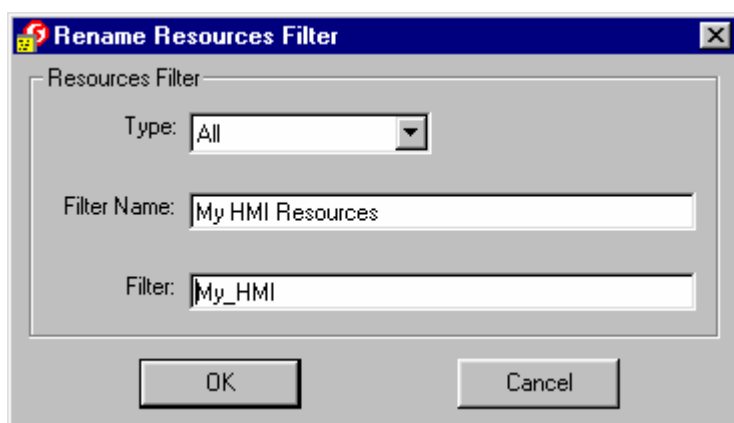 Rename Resources Filter
Resources Filter
Type: All
Filter Name: My HMI Resources
Filter: My_HMI
OK Cancel